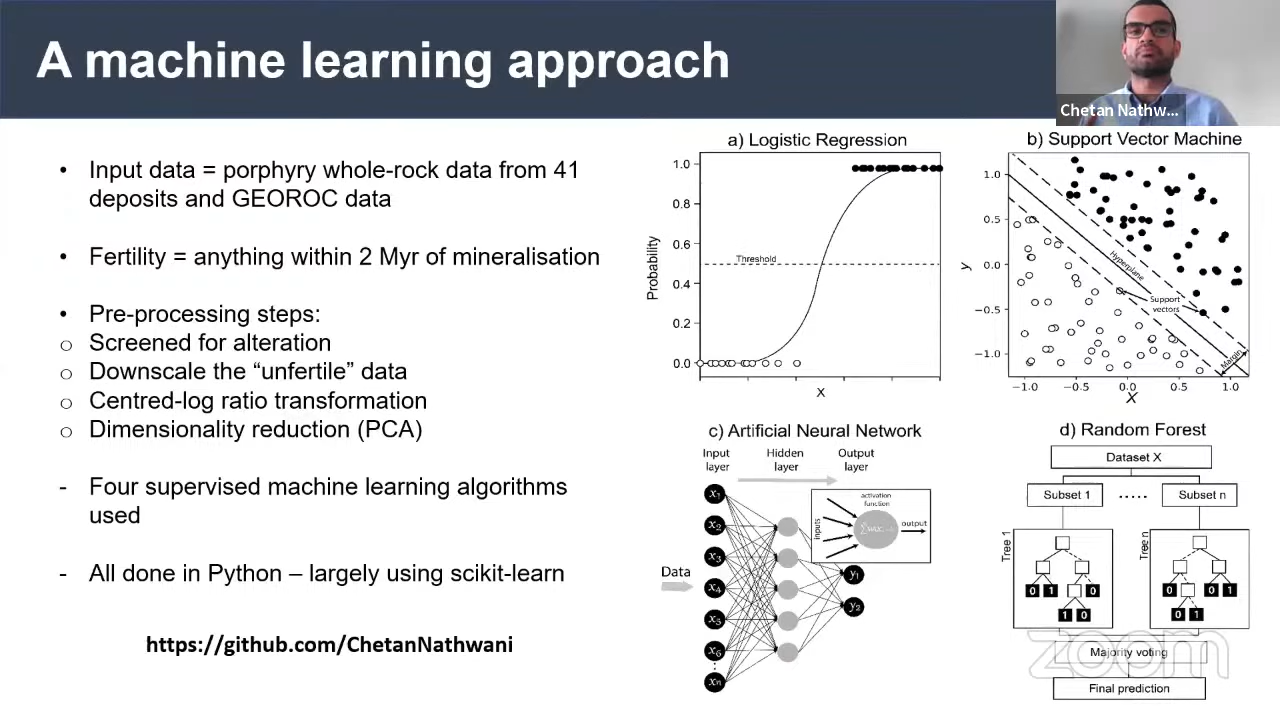 A machine learning approach
Chetan Nathw...
• Input data = porphyry whole-rock data from 41
deposits and GEOROC data
• Fertility = anything within 2 Myr of mineralisation
• Pre-processing steps:
o Screened for alteration
o Downscale the “unfertile” data
o Centred-log ratio transformation
o Dimensionality reduction (PCA)
- Four supervised machine learning algorithms
used
- All done in Python – largely using scikit-learn
https://github.com/ChetanNathwani
a) Logistic Regression
1.0
0.8
0.6
0.4
0.2
0.0
Probability
Threshold
X
b) Support Vector Machine
1.0
0.5
0.0
−0.5
−1.0
y
Hyperplane
Support
vectors
Margin
−1.0 −0.5 0.0 0.5 1.0
X
c) Artificial Neural Network
Input
layer
Hidden
layer
Output
layer
x1
x2
x3
x4
x5
x6
xn
Data
activation
function
inputs
output
y1
y2
d) Random Forest
Dataset X
Subset 1 ..... Subset n
Tree 1
0 1 0
1 0
Tree n
0 0 1
0 1
Majority voting
Final prediction
zoom